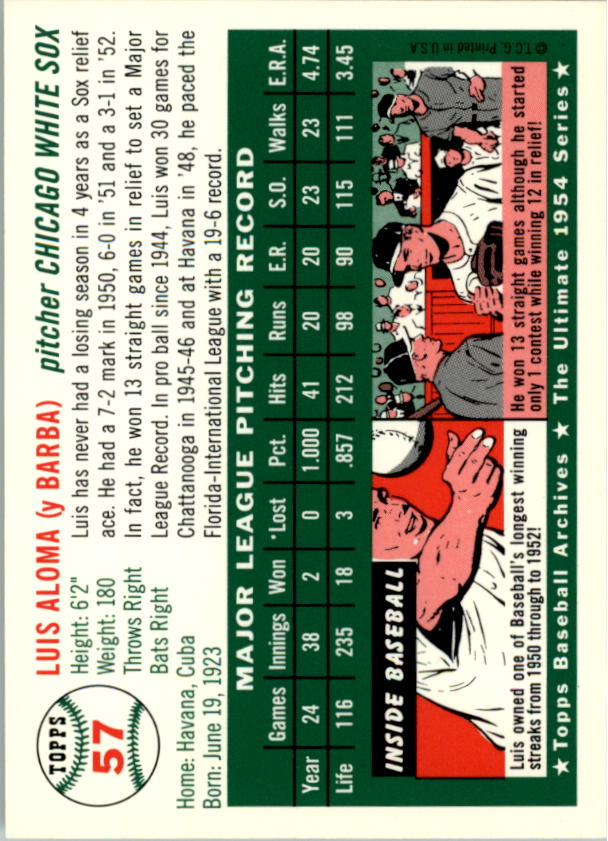 TOPPS
57
LUIS ALOMA (y BARBA) pitcher CHICAGO WHITE SOX
Height: 6'2"
Weight: 180
Throws Right
Bats Right
Home: Havana, Cuba
Born: June 19, 1923
Luis has never had a losing season in 4 years as a Sox relief
ace. He had a 7-2 mark in 1950, 6-0 in '51 and a 3-1 in '52.
In fact, he won 13 straight games in relief to set a Major
League Record. In pro ball since 1944, Luis won 30 games for
Chattanooga in 1945-46 and at Havana in '48, he paced the
Florida-International League with a 19-6 record.
MAJOR LEAGUE PITCHING RECORD
Games Innings Won *Lost Pct. Hits Runs E.R. S.O. Walks E.R.A.
Year 24 38 2 0 1.000 41 20 20 23 23 4.74
Life 116 235 18 3 .857 212 98 90 115 111 3.45
INSIDE BASEBALL
Luis owned one of Baseball's longest winning
streaks from 1950 through to 1952!
He won 13 straight games although he started
only 1 contest while winning 12 in relief!
★ Topps Baseball Archives ★ The Ultimate 1954 Series ★
© T.C.G. Printed in U.S.A.